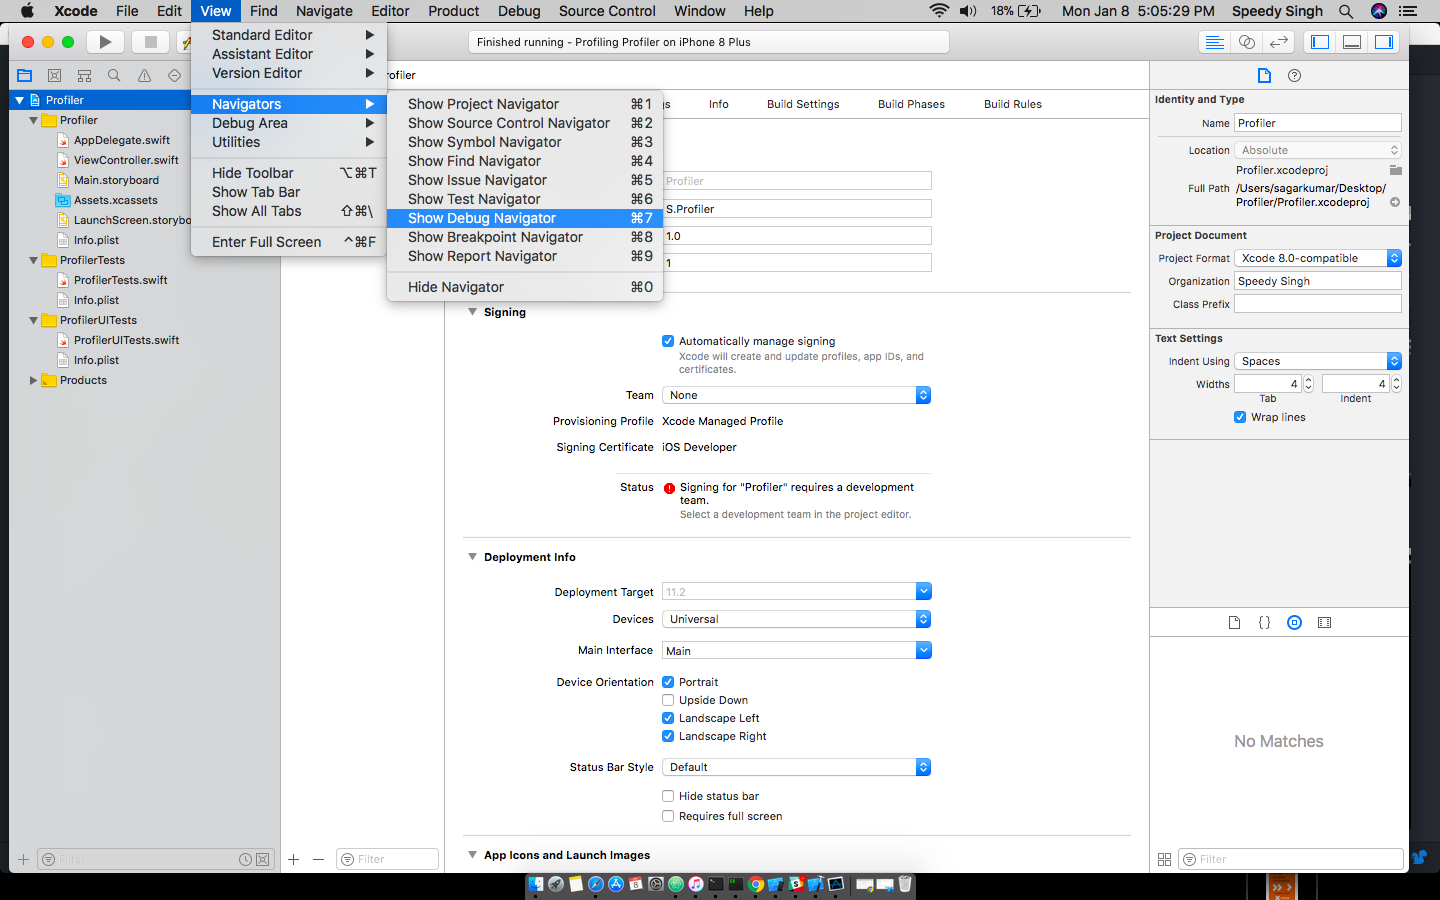 Xcode File Edit View Find Navigate Editor Product Debug Source Control Window Help 18% Mon Jan 8 5:05:29 PM Speedy Singh
Finished running - Profiling Profiler on iPhone 8 Plus
Standard Editor
Assistant Editor
Version Editor
Navigators
Debug Area
Utilities
Hide Toolbar ⌥⌘T
Show Tab Bar
Show All Tabs ⇧⌘\
Enter Full Screen ^⌘F
Show Project Navigator ⌘1
Show Source Control Navigator ⌘2
Show Symbol Navigator ⌘3
Show Find Navigator ⌘4
Show Issue Navigator ⌘5
Show Test Navigator ⌘6
Show Debug Navigator ⌘7
Show Breakpoint Navigator ⌘8
Show Report Navigator ⌘9
Hide Navigator ⌘0
Profiler
Profiler
AppDelegate.swift
ViewController.swift
Main.storyboard
Assets.xcassets
LaunchScreen.storybo
Info.plist
ProfilerTests
ProfilerTests.swift
Info.plist
ProfilerUITests
ProfilerUITests.swift
Info.plist
Products
Filter
Filter
ofiler
gs Info Build Settings Build Phases Build Rules
Profiler
S.Profiler
1.0
1
Signing
Automatically manage signing
Xcode will create and update profiles, app IDs, and
certificates.
Team None
Provisioning Profile Xcode Managed Profile
Signing Certificate iOS Developer
Status Signing for "Profiler" requires a development
team.
Select a development team in the project editor.
Deployment Info
Deployment Target 11.2
Devices Universal
Main Interface Main
Device Orientation Portrait
Upside Down
Landscape Left
Landscape Right
Status Bar Style Default
Hide status bar
Requires full screen
App Icons and Launch Images
Identity and Type
Name Profiler
Location Absolute
Profiler.xcodeproj
Full Path /Users/sagarkumar/Desktop/
Profiler/Profiler.xcodeproj
Project Document
Project Format Xcode 8.0-compatible
Organization Speedy Singh
Class Prefix
Text Settings
Indent Using Spaces
Widths 4 4
Tab Indent
Wrap lines
{}
No Matches
Filter